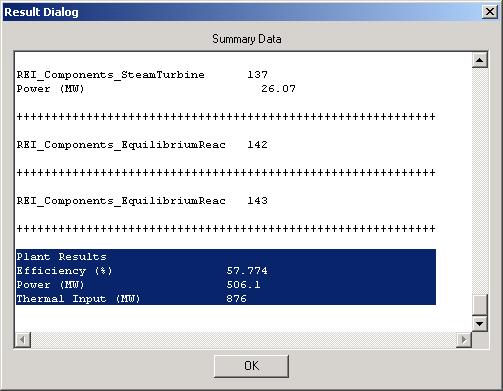 Result Dialog
Summary Data
REI_Components_SteamTurbine 137
Power (MW) 26.07
++++++++++++++++++++++++++++++++++++++++++++++++++++++++++++
REI_Components_EquilibriumReac 142
++++++++++++++++++++++++++++++++++++++++++++++++++++++++++++
REI_Components_EquilibriumReac 143
++++++++++++++++++++++++++++++++++++++++++++++++++++++++++++
Plant Results
Efficiency (%) 57.774
Power (MW) 506.1
Thermal Input (MW) 876
OK